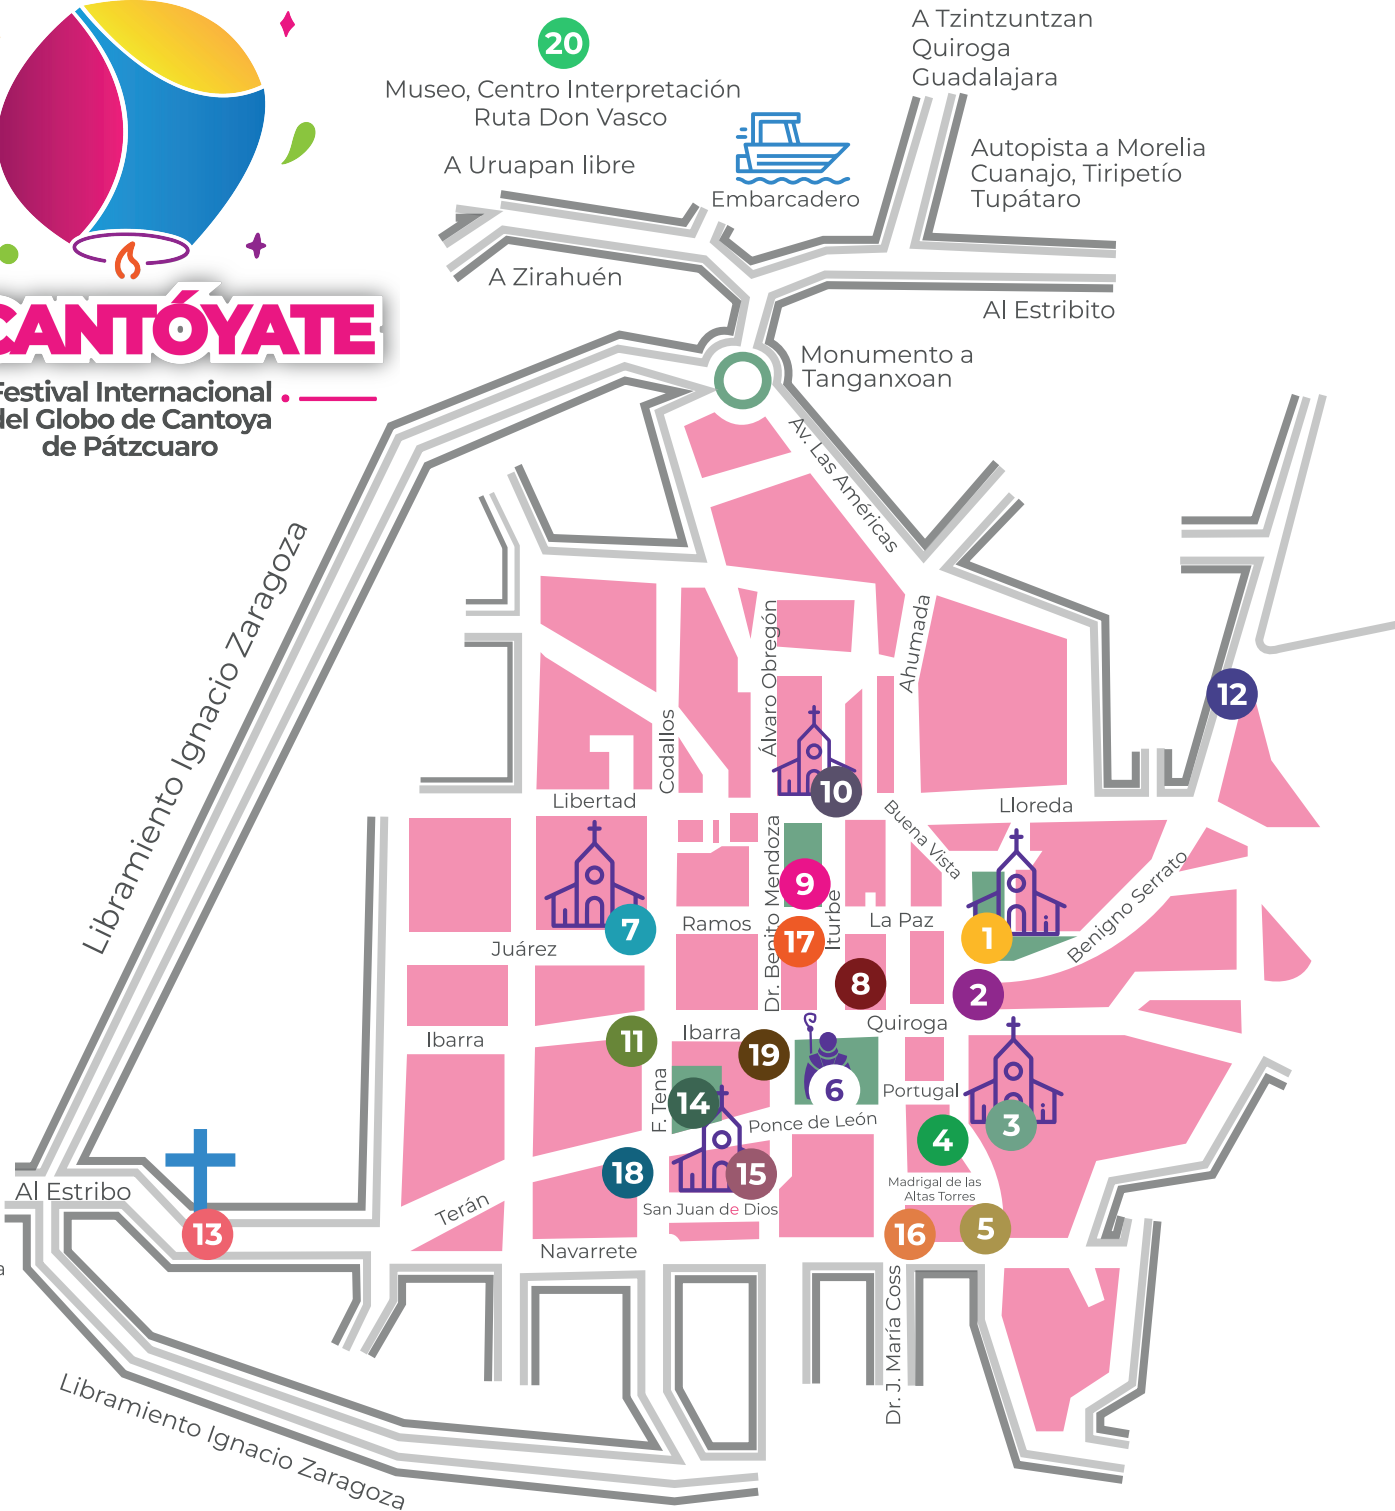 20
Museo, Centro Interpretación
Ruta Don Vasco
A Tzintzuntzan
Quiroga
Guadalajara
A Uruapan libre
Embarcadero
Autopista a Morelia
Cuanajo, Tiripetío
Tupátaro
A Zirahuén
Al Estribito
CANTÓYATE
Festival Internacional
del Globo de Cantoya
de Pátzcuaro
Monumento a
Tanganxoan
Av. Las Américas
Libramiento Ignacio Zaragoza
Álvaro Obregón
Ahumada
Codallos
12
10
Libertad
Lloreda
Buena Vista
Dr. Benito Mendoza
9
Iturbe
Benigno Serrato
7
Ramos
La Paz
17
1
Juárez
8
2
Ibarra
11
Ibarra
Quiroga
19
6
F. Tena
14
Portugal
3
Ponce de León
4
18
15
Madrigal de las
Altas Torres
Al Estribo
Terán
San Juan de Dios
13
16
5
Navarrete
a
Dr. J. María Coss
Libramiento Ignacio Zaragoza